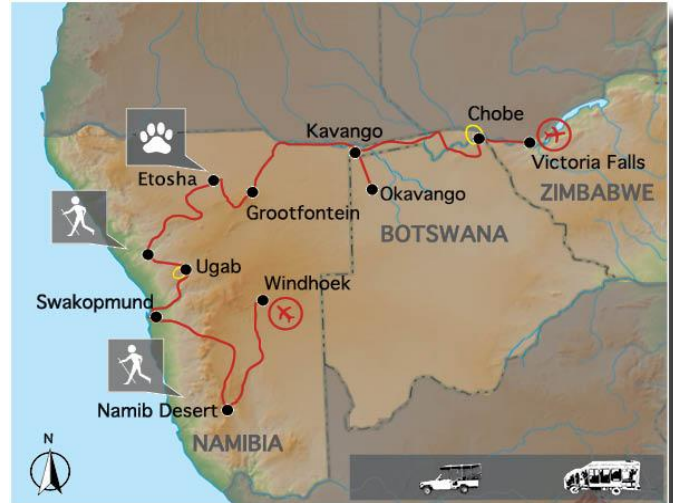 Chobe
Kavango
Victoria Falls
Etosha
Grootfontein
Okavango
ZIMBABWE
BOTSWANA
Ugab
Windhoek
Swakopmund
Namib Desert
NAMIBIA
N